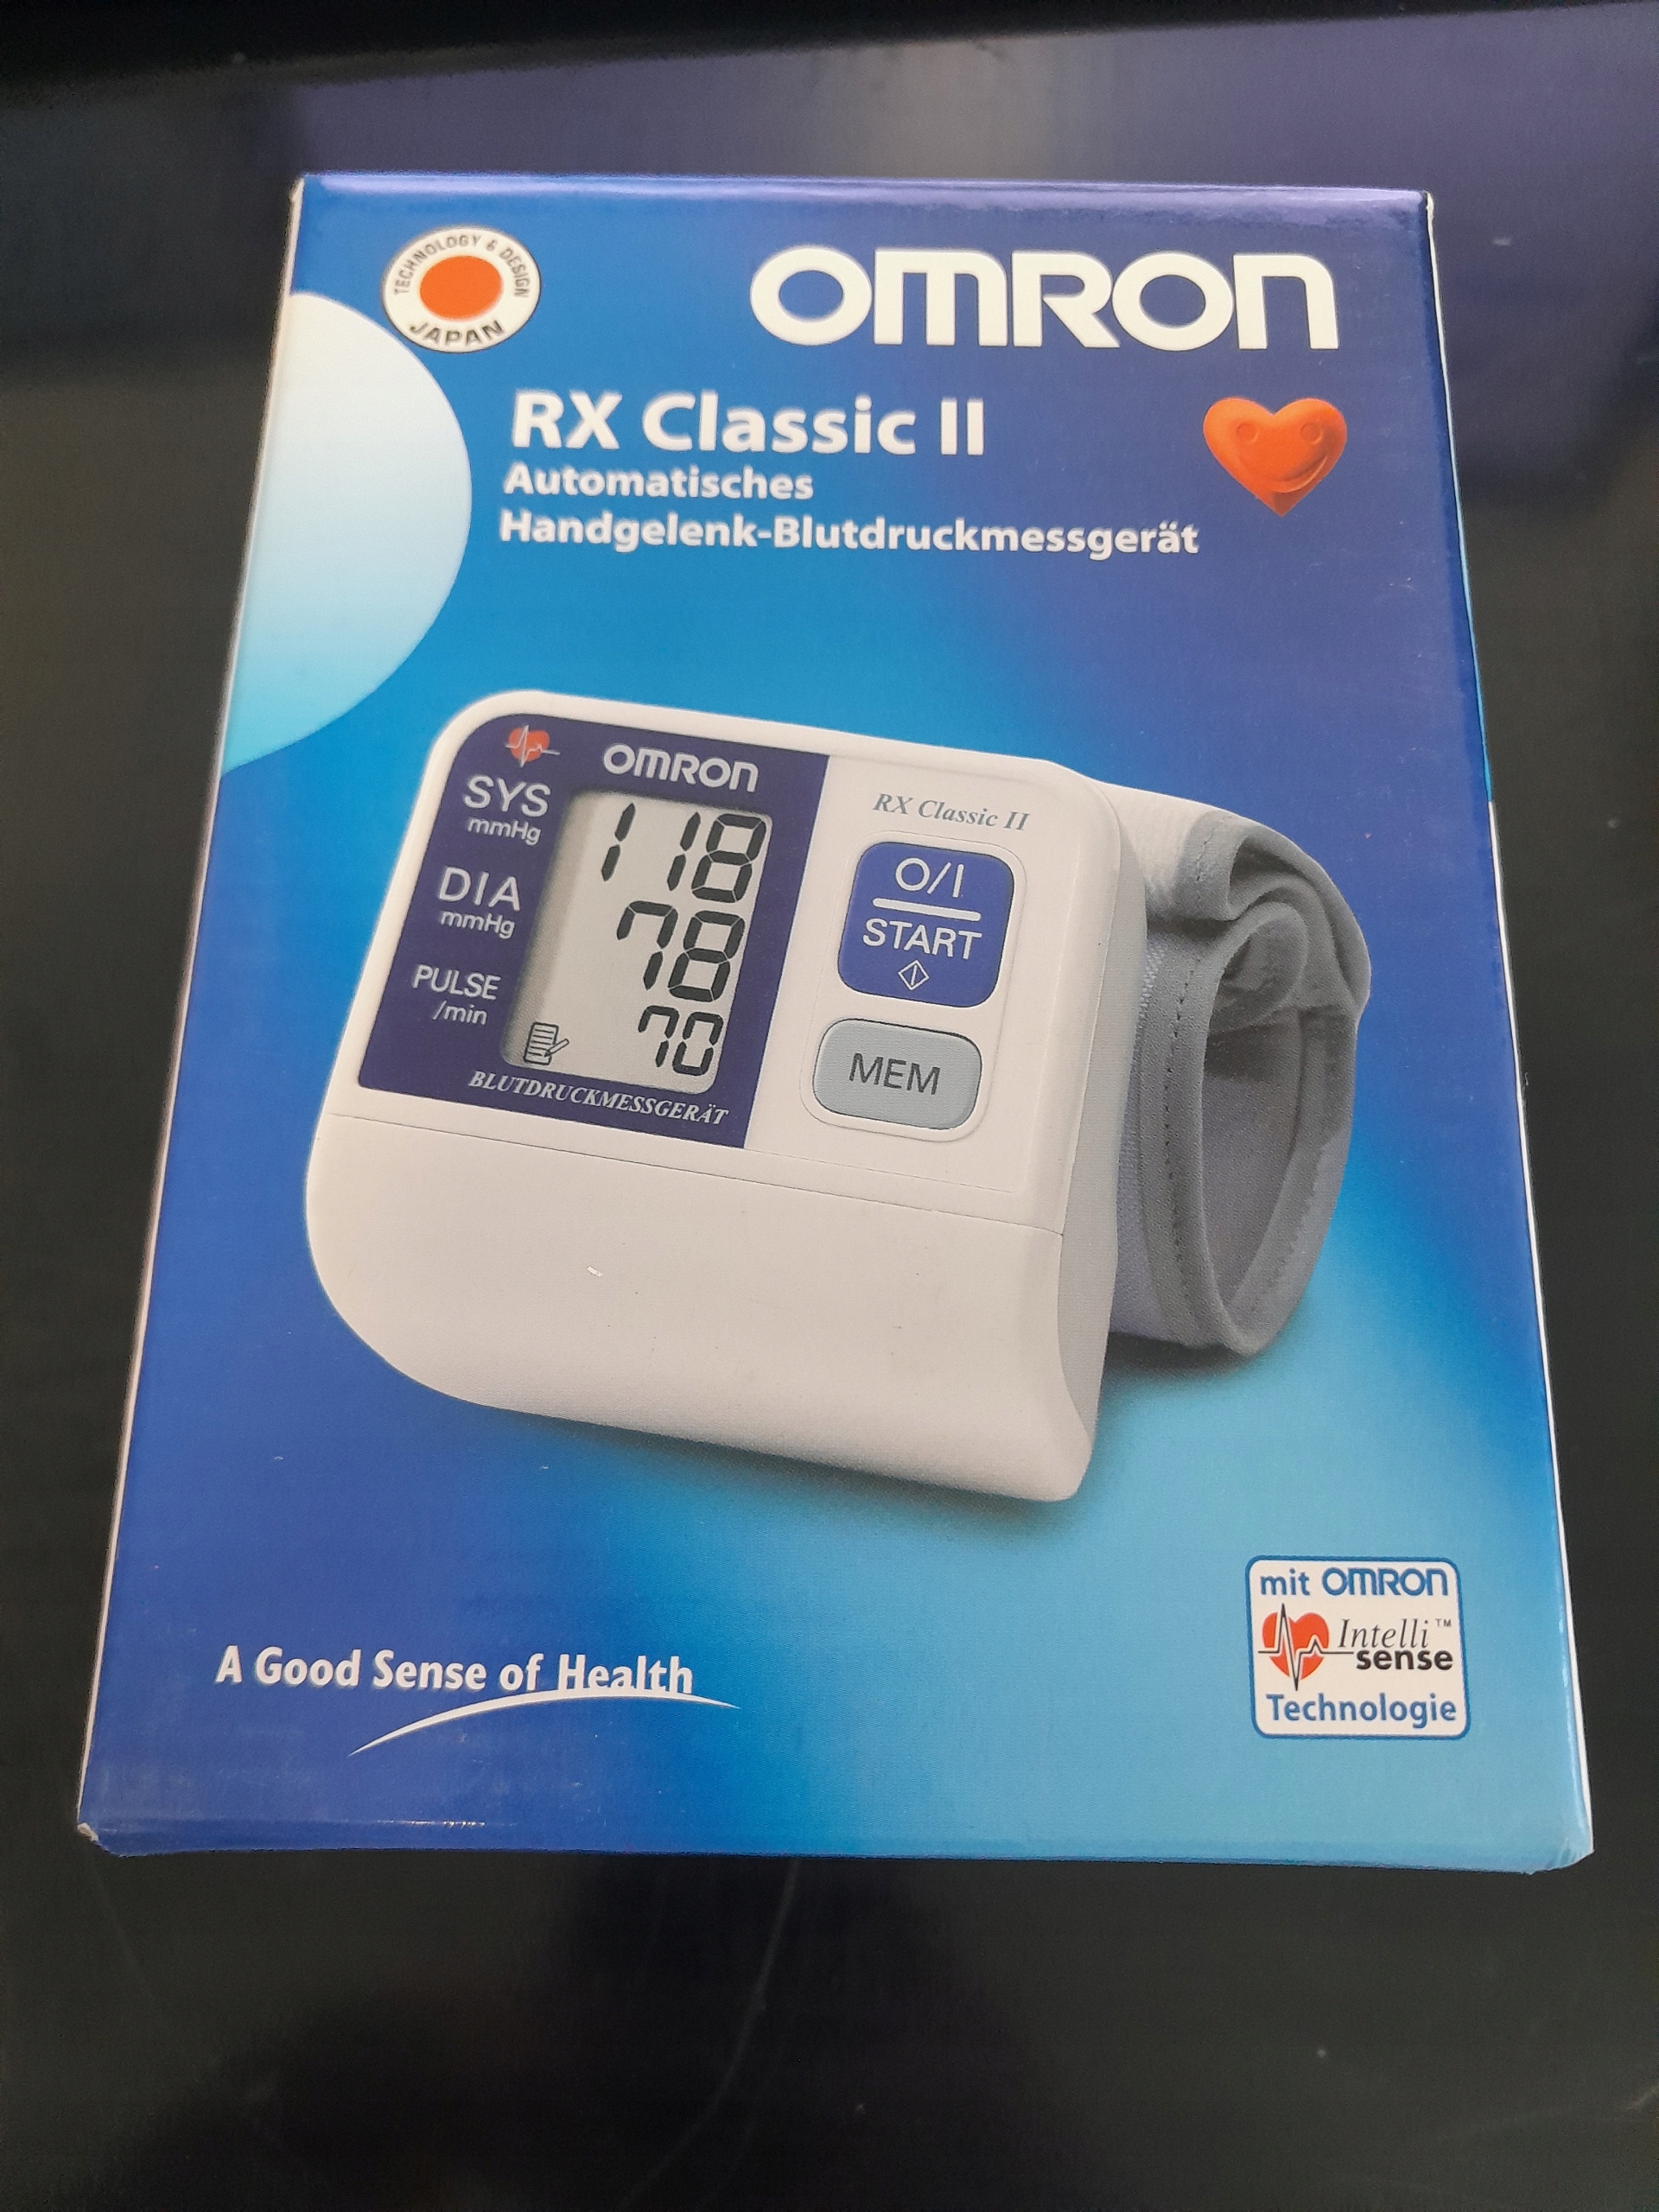 TECHNOLOGY & DESIGN
JAPAN
OMRON
RX Classic II
Automatisches
Handgelenk-Blutdruckmessgerät
OMRON
SYS
mmHg
118
DIA
mmHg
78
PULSE
/min
70
BLUTDRUCKMESSGERÄT
RX Classic II
O/I
START
MEM
A Good Sense of Health
mit OMRON
Intelli™
sense
Technologie